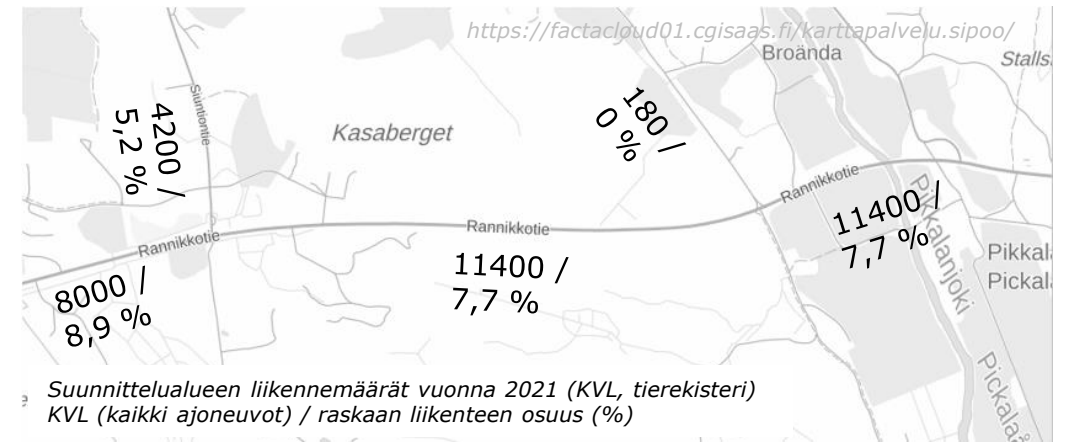 https://factacloud01.cgisaas.fi/karttapalvelu.sipoo/
Broända
Stalls
Siuntiontie
4200 /
5,2 %
Kasaberget
180 /
0 %
Rannikkotie
Rannikkotie
Rannikkotie
11400 /
7,7 %
Pikkalanjoki
Pikkal
Pickal
8000 /
8,9 %
11400 /
7,7 %
Pickalaå
Suunnittelualueen liikennemäärät vuonna 2021 (KVL, tierekisteri)
KVL (kaikki ajoneuvot) / raskaan liikenteen osuus (%)